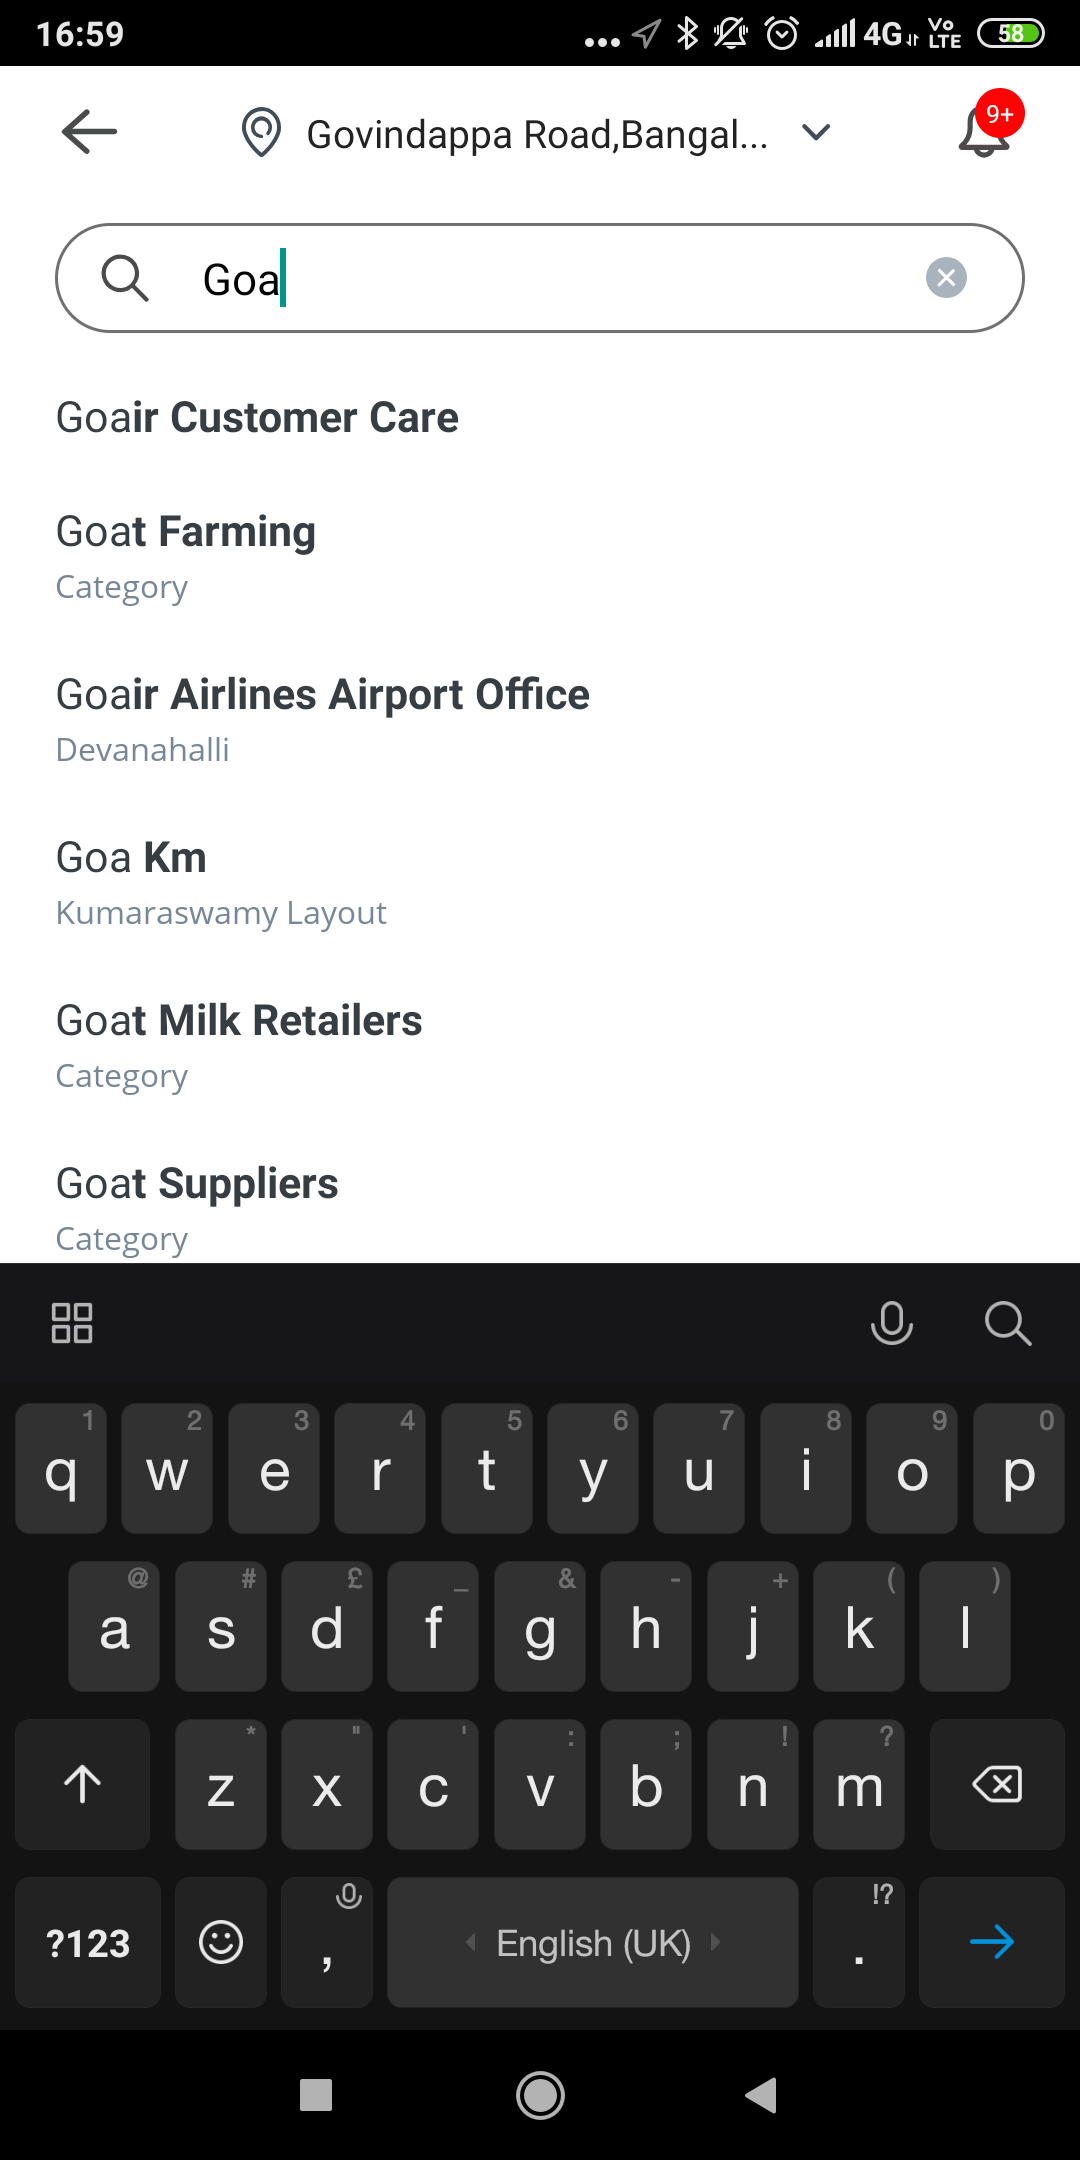 16:59
... 4G Vo LTE 58
Govindappa Road,Bangal...
9+
Goa
Goair Customer Care
Goat Farming
Category
Goair Airlines Airport Office
Devanahalli
Goa Km
Kumaraswamy Layout
Goat Milk Retailers
Category
Goat Suppliers
Category
1 2 3 4 5 6 7 8 9 0
q w e r t y u i o p
@ # £ _ & - + ( )
a s d f g h j k l
* " ' : ; ! ?
z x c v b n m
!?
?123 , English (UK) .